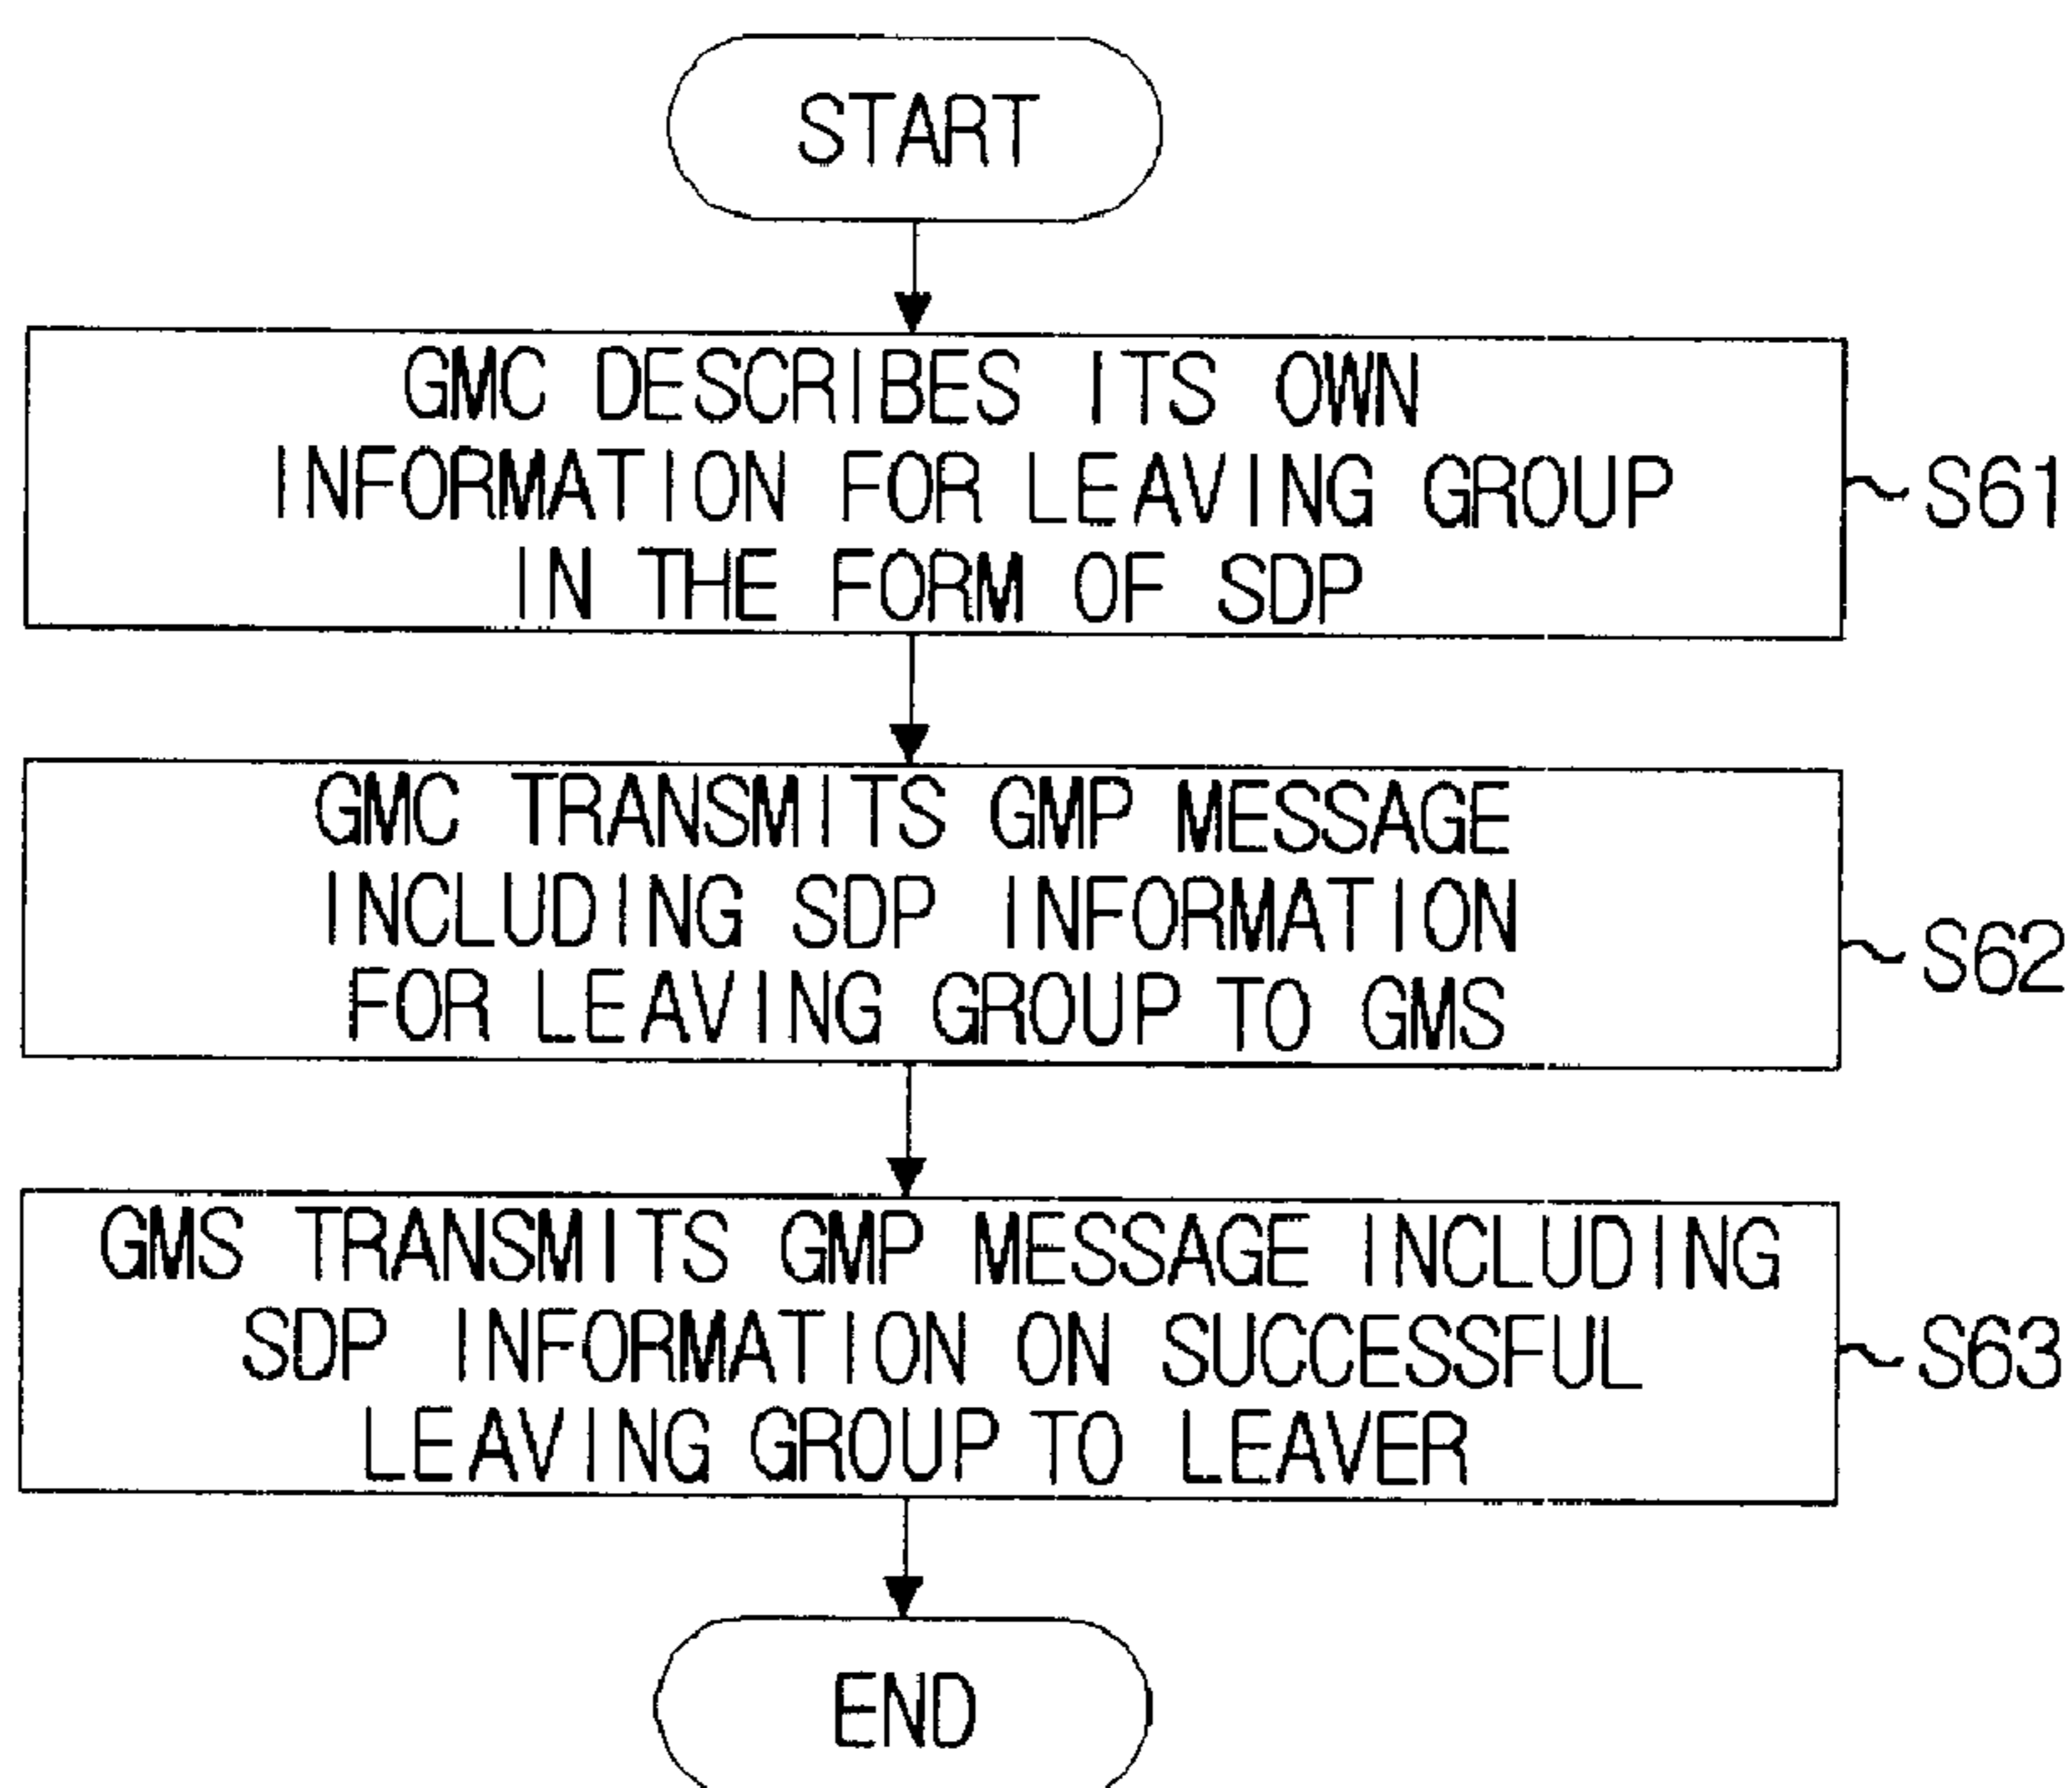 START
GMC DESCRIBES ITS OWN
INFORMATION FOR LEAVING GROUP
IN THE FORM OF SDP
S61
GMC TRANSMITS GMP MESSAGE
INCLUDING SDP INFORMATION
FOR LEAVING GROUP TO GMS
S62
GMS TRANSMITS GMP MESSAGE INCLUDING
SDP INFORMATION ON SUCCESSFUL
LEAVING GROUP TO LEAVER
S63
END